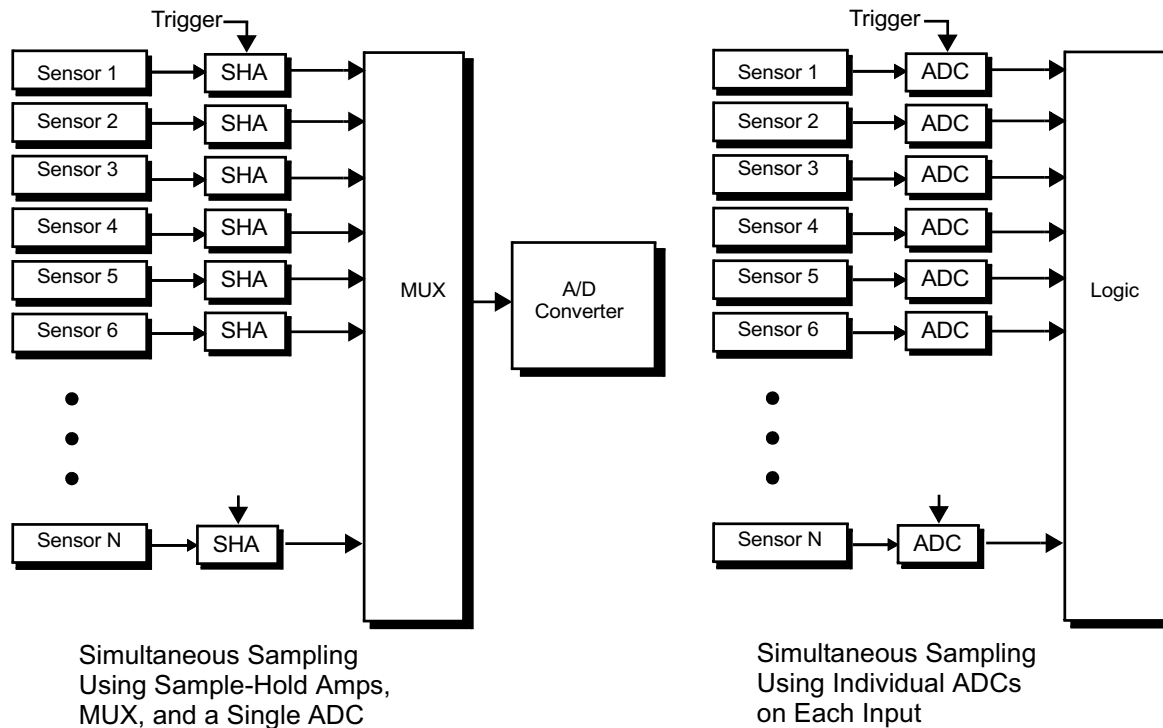 Trigger
Sensor 1
SHA
Sensor 2
SHA
Sensor 3
SHA
Sensor 4
SHA
Sensor 5
SHA
Sensor 6
SHA
Sensor N
SHA
MUX
A/D
Converter
Simultaneous Sampling
Using Sample-Hold Amps,
MUX, and a Single ADC
Trigger
Sensor 1
ADC
Sensor 2
ADC
Sensor 3
ADC
Sensor 4
ADC
Sensor 5
ADC
Sensor 6
ADC
Sensor N
ADC
Logic
Simultaneous Sampling
Using Individual ADCs
on Each Input